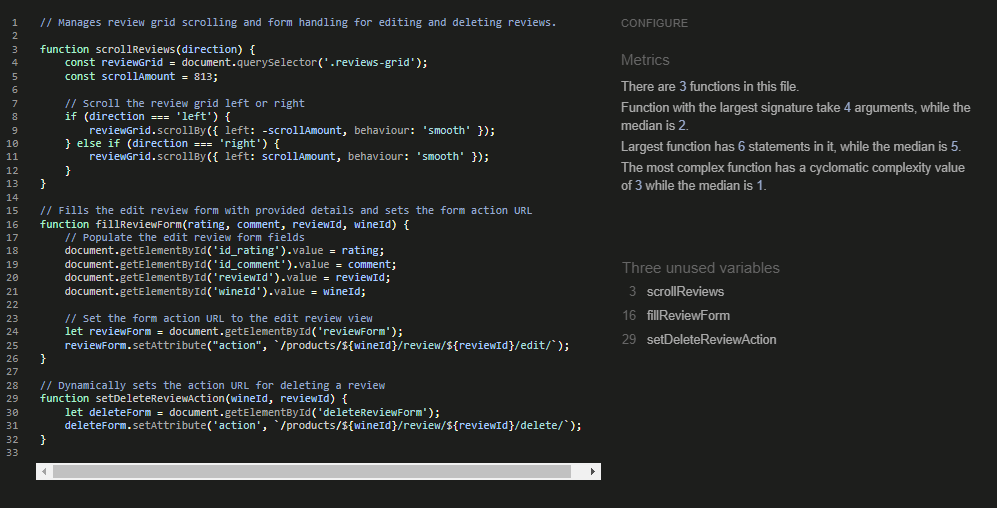 1 // Manages review grid scrolling and form handling for editing and deleting reviews.
2
3 function scrollReviews(direction) {
4     const reviewGrid = document.querySelector('.reviews-grid');
5     const scrollAmount = 813;
6
7     // Scroll the review grid left or right
8     if (direction === 'left') {
9         reviewGrid.scrollBy({ left: -scrollAmount, behaviour: 'smooth' });
10     } else if (direction === 'right') {
11         reviewGrid.scrollBy({ left: scrollAmount, behaviour: 'smooth' });
12     }
13 }
14
15 // Fills the edit review form with provided details and sets the form action URL
16 function fillReviewForm(rating, comment, reviewId, wineId) {
17     // Populate the edit review form fields
18     document.getElementById('id_rating').value = rating;
19     document.getElementById('id_comment').value = comment;
20     document.getElementById('reviewId').value = reviewId;
21     document.getElementById('wineId').value = wineId;
22
23     // Set the form action URL to the edit review view
24     let reviewForm = document.getElementById('reviewForm');
25     reviewForm.setAttribute("action", `/products/${wineId}/review/${reviewId}/edit/`);
26 }
27
28 // Dynamically sets the action URL for deleting a review
29 function setDeleteReviewAction(wineId, reviewId) {
30     let deleteForm = document.getElementById('deleteReviewForm');
31     deleteForm.setAttribute('action', `/products/${wineId}/review/${reviewId}/delete/`);
32 }
33
CONFIGURE
Metrics
There are 3 functions in this file.
Function with the largest signature take 4 arguments, while the
median is 2.
Largest function has 6 statements in it, while the median is 5.
The most complex function has a cyclomatic complexity value
of 3 while the median is 1.
Three unused variables
3 scrollReviews
16 fillReviewForm
29 setDeleteReviewAction